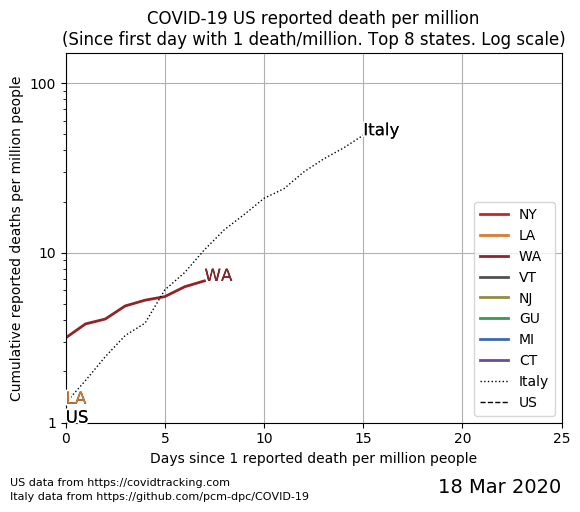 COVID-19 US reported death per million
(Since first day with 1 death/million. Top 8 states. Log scale)
Cumulative reported deaths per million people
100
10
1
Italy
WA
LA
US
NY
LA
WA
VT
NJ
GU
MI
CT
Italy
US
0 5 10 15 20 25
Days since 1 reported death per million people
US data from https://covidtracking.com
Italy data from https://github.com/pcm-dpc/COVID-19
18 Mar 2020